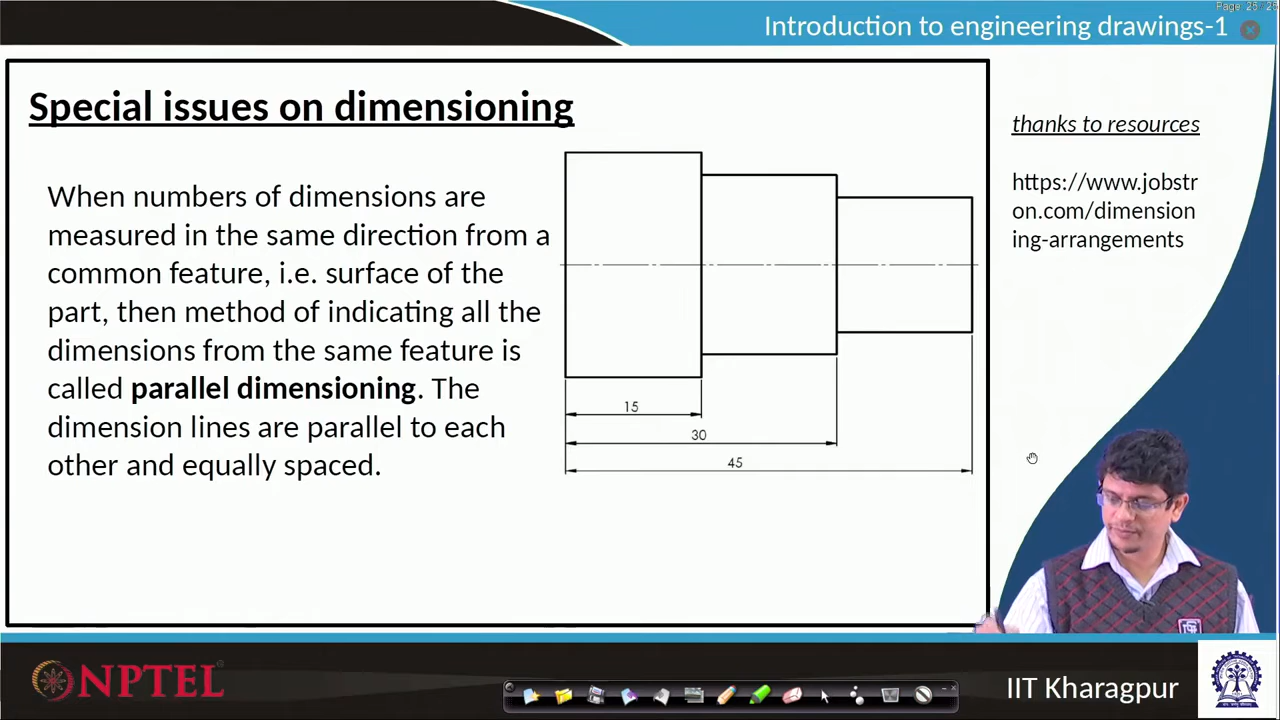 Page 26/26
Introduction to engineering drawings-1
Special issues on dimensioning
When numbers of dimensions are
measured in the same direction from a
common feature, i.e. surface of the
part, then method of indicating all the
dimensions from the same feature is
called parallel dimensioning. The
dimension lines are parallel to each
other and equally spaced.
15
30
45
thanks to resources
https://www.jobstr
on.com/dimension
ing-arrangements
NPTEL
IIT Kharagpur